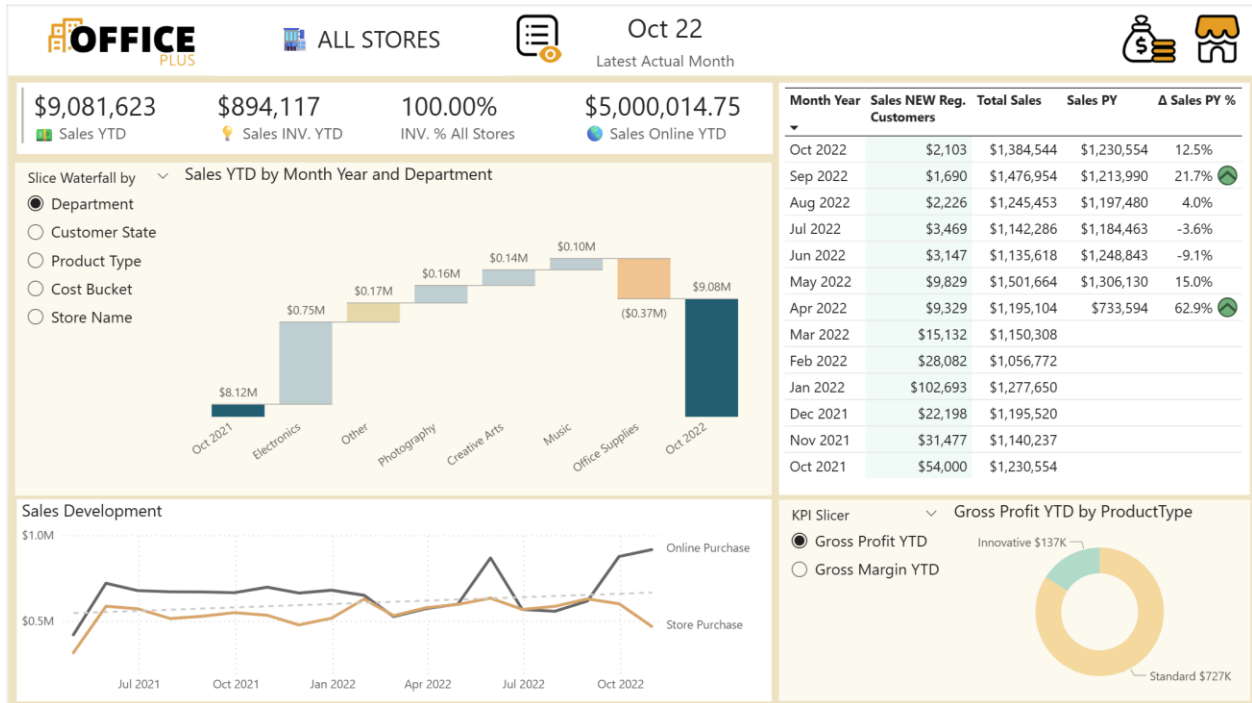 OFFICE
PLUS
ALL STORES
Oct 22
Latest Actual Month
$9,081,623
Sales YTD
$894,117
Sales INV. YTD
100.00%
INV. % All Stores
$5,000,014.75
Sales Online YTD
Slice Waterfall by
Department
Customer State
Product Type
Cost Bucket
Store Name
Sales YTD by Month Year and Department
$8.12M
$0.75M
$0.17M
$0.16M
$0.14M
$0.10M
($0.37M)
$9.08M
Oct 2021
Electronics
Other
Photography
Creative Arts
Music
Office Supplies
Oct 2022
Month Year Sales NEW Reg. Customers Total Sales Sales PY Δ Sales PY %
Oct 2022 $2,103 $1,384,544 $1,230,554 12.5%
Sep 2022 $1,690 $1,476,954 $1,213,990 21.7%
Aug 2022 $2,226 $1,245,453 $1,197,480 4.0%
Jul 2022 $3,469 $1,142,286 $1,184,463 -3.6%
Jun 2022 $3,147 $1,135,618 $1,248,843 -9.1%
May 2022 $9,829 $1,501,664 $1,306,130 15.0%
Apr 2022 $9,329 $1,195,104 $733,594 62.9%
Mar 2022 $15,132 $1,150,308
Feb 2022 $28,082 $1,056,772
Jan 2022 $102,693 $1,277,650
Dec 2021 $22,198 $1,195,520
Nov 2021 $31,477 $1,140,237
Oct 2021 $54,000 $1,230,554
Sales Development
$1.0M
$0.5M
Online Purchase
Store Purchase
Jul 2021 Oct 2021 Jan 2022 Apr 2022 Jul 2022 Oct 2022
KPI Slicer
Gross Profit YTD
Gross Margin YTD
Gross Profit YTD by ProductType
Innovative $137K
Standard $727K